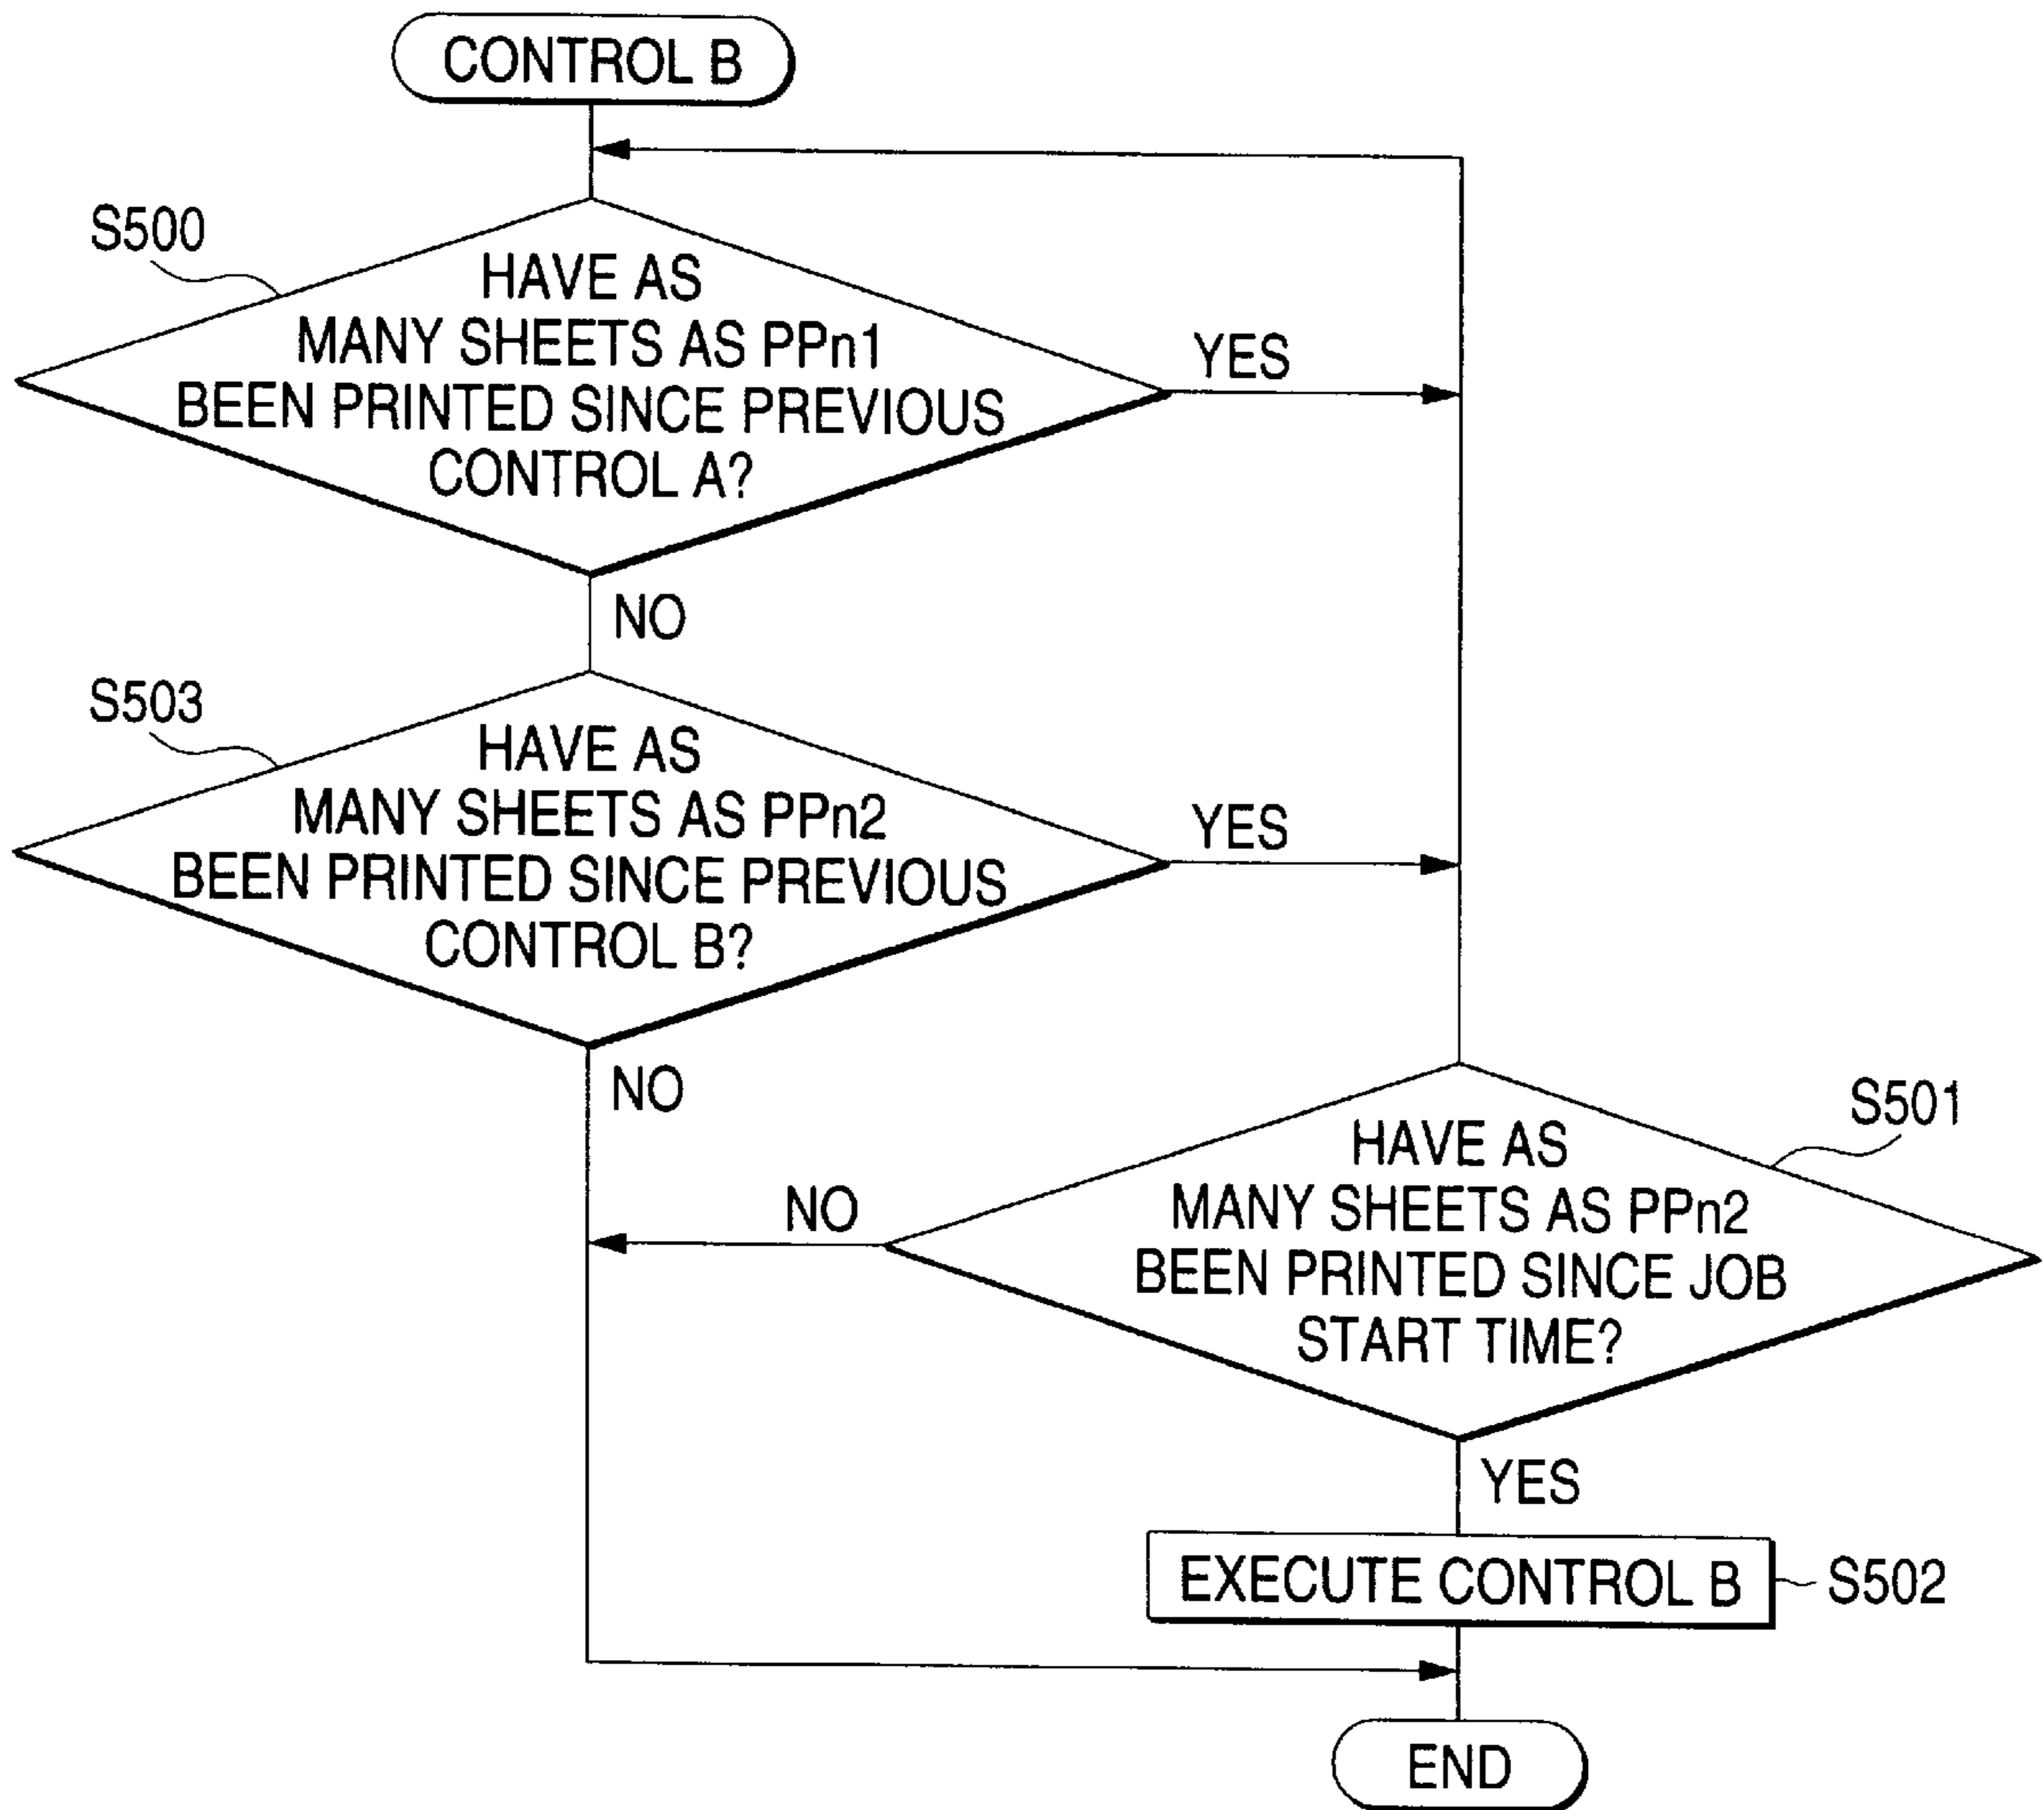 CONTROL B
S500
HAVE AS
MANY SHEETS AS PPn1
BEEN PRINTED SINCE PREVIOUS
CONTROL A?
YES
NO
S503
HAVE AS
MANY SHEETS AS PPn2
BEEN PRINTED SINCE PREVIOUS
CONTROL B?
YES
NO
S501
HAVE AS
MANY SHEETS AS PPn2
BEEN PRINTED SINCE JOB
START TIME?
NO
YES
EXECUTE CONTROL B
S502
END